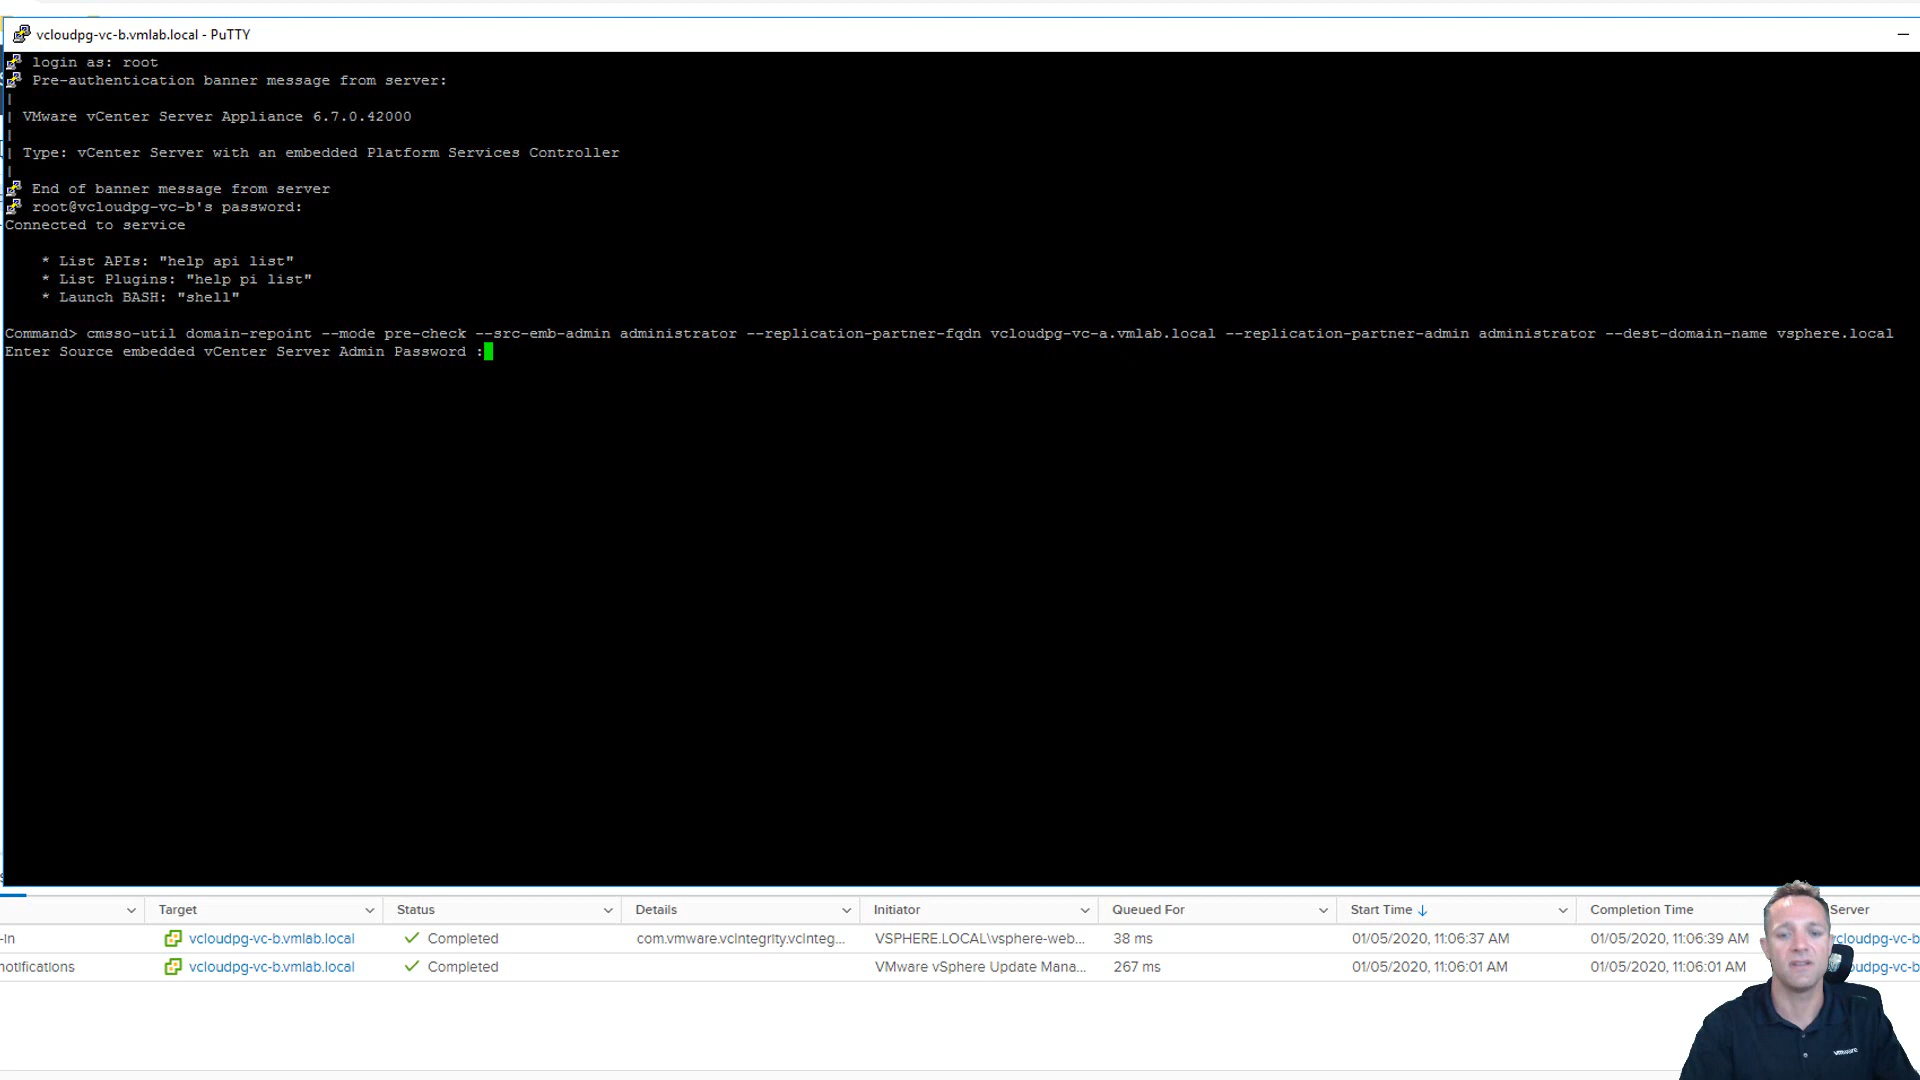 vcloudpg-vc-b.vmlab.local - PuTTY
login as: root
Pre-authentication banner message from server:
|
| VMware vCenter Server Appliance 6.7.0.42000
|
| Type: vCenter Server with an embedded Platform Services Controller
|
End of banner message from server
root@vcloudpg-vc-b's password:
Connected to service
* List APIs: "help api list"
* List Plugins: "help pi list"
* Launch BASH: "shell"
Command> cmsso-util domain-repoint --mode pre-check --src-emb-admin administrator --replication-partner-fqdn vcloudpg-vc-a.vmlab.local --replication-partner-admin administrator --dest-domain-name vsphere.local
Enter Source embedded vCenter Server Admin Password :
Target Status Details Initiator Queued For Start Time Completion Time Server
-in vcloudpg-vc-b.vmlab.local Completed com.vmware.vcIntegrity.vcInteg... VSPHERE.LOCAL\vsphere-web... 38 ms 01/05/2020, 11:06:37 AM 01/05/2020, 11:06:39 AM vcloudpg-vc-b
notifications vcloudpg-vc-b.vmlab.local Completed VMware vSphere Update Mana... 267 ms 01/05/2020, 11:06:01 AM 01/05/2020, 11:06:01 AM oudpg-vc-b
vmware